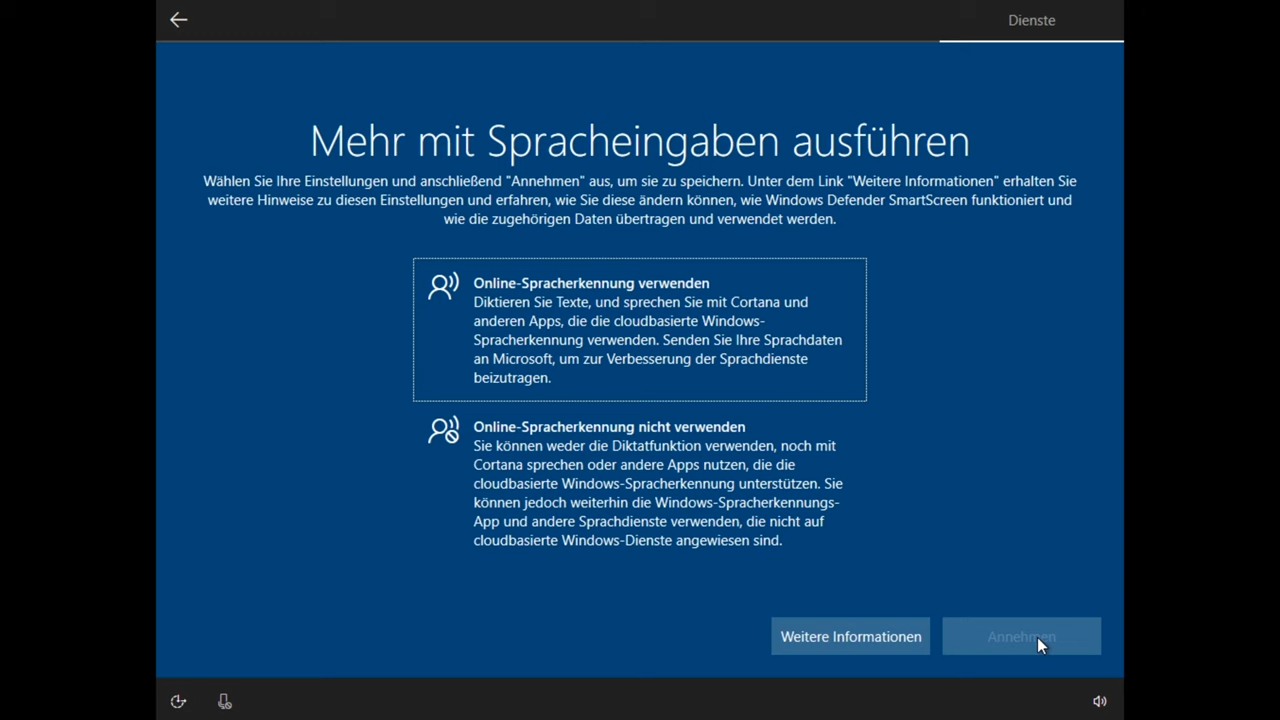 Dienste
Mehr mit Spracheingaben ausführen
Wählen Sie Ihre Einstellungen und anschließend "Annehmen" aus, um sie zu speichern. Unter dem Link "Weitere Informationen" erhalten Sie
weitere Hinweise zu diesen Einstellungen und erfahren, wie Sie diese ändern können, wie Windows Defender SmartScreen funktioniert und
wie die zugehörigen Daten übertragen und verwendet werden.
Online-Spracherkennung verwenden
Diktieren Sie Texte, und sprechen Sie mit Cortana und
anderen Apps, die die cloudbasierte Windows-
Spracherkennung verwenden. Senden Sie Ihre Sprachdaten
an Microsoft, um zur Verbesserung der Sprachdienste
beizutragen.
Online-Spracherkennung nicht verwenden
Sie können weder die Diktatfunktion verwenden, noch mit
Cortana sprechen oder andere Apps nutzen, die die
cloudbasierte Windows-Spracherkennung unterstützen. Sie
können jedoch weiterhin die Windows-Spracherkennungs-
App und andere Sprachdienste verwenden, die nicht auf
cloudbasierte Windows-Dienste angewiesen sind.
Weitere Informationen
Annehmen